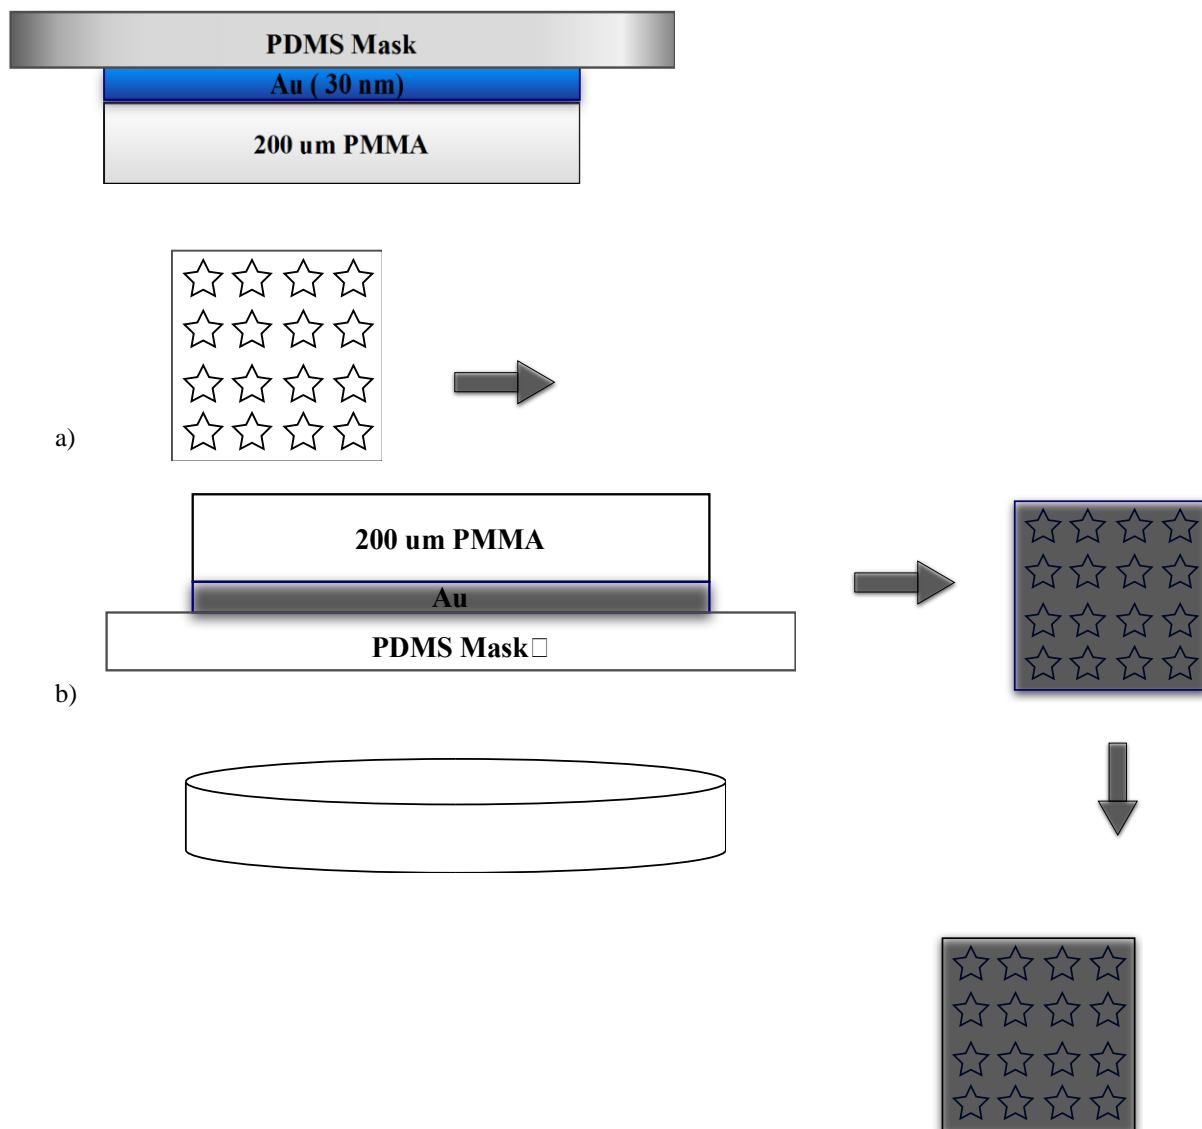 PDMS Mask
Au ( 30 nm)
200 um PMMA
a)
200 um PMMA
Au
PDMS Mask□
b)